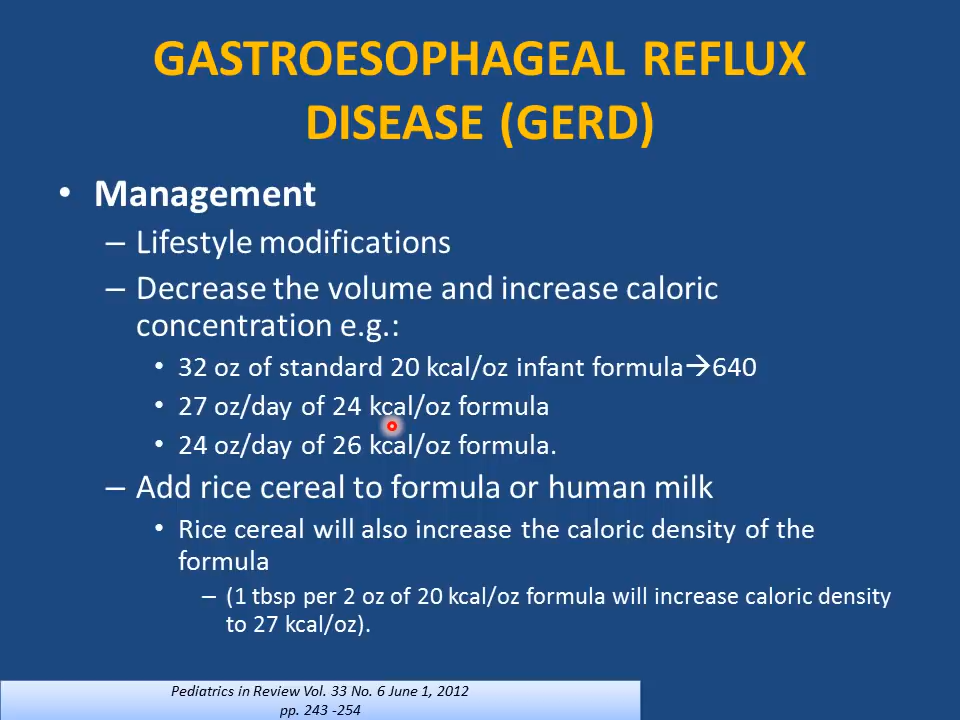 GASTROESOPHAGEAL REFLUX
DISEASE (GERD)
• Management
– Lifestyle modifications
– Decrease the volume and increase caloric
concentration e.g.:
• 32 oz of standard 20 kcal/oz infant formula→640
• 27 oz/day of 24 kcal/oz formula
• 24 oz/day of 26 kcal/oz formula.
– Add rice cereal to formula or human milk
• Rice cereal will also increase the caloric density of the
formula
– (1 tbsp per 2 oz of 20 kcal/oz formula will increase caloric density
to 27 kcal/oz).
Pediatrics in Review Vol. 33 No. 6 June 1, 2012
pp. 243 -254